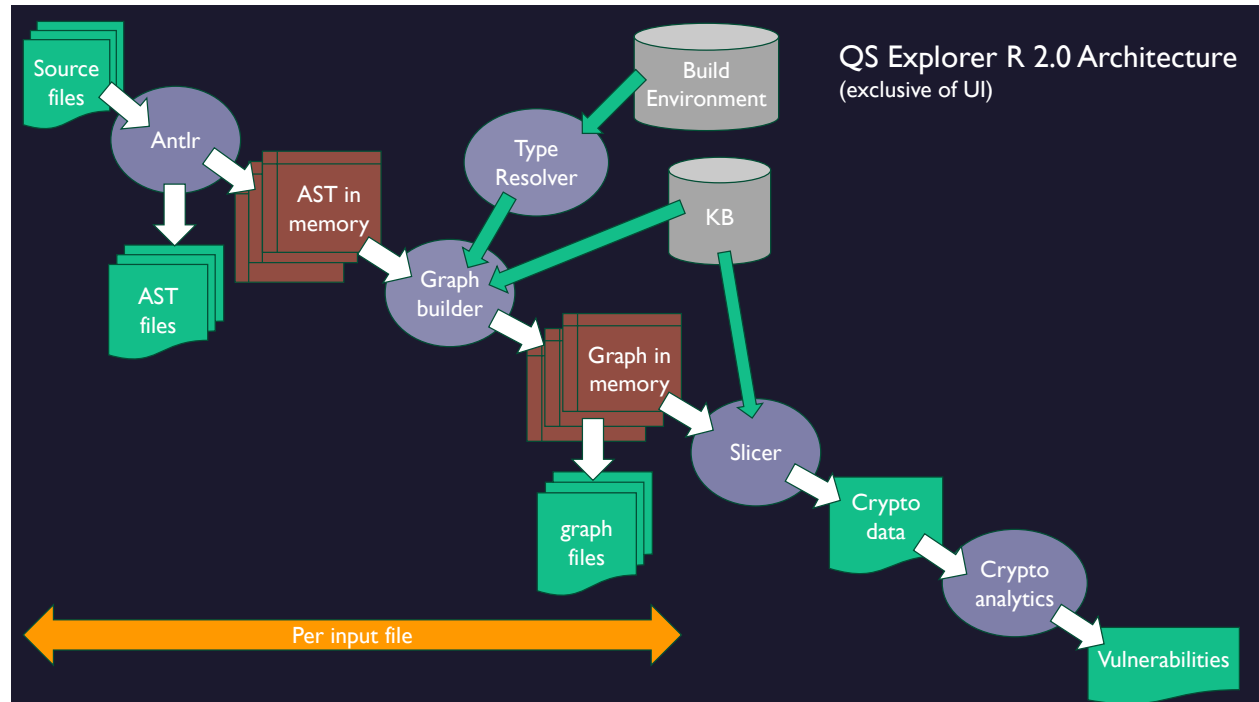 QS Explorer R 2.0 Architecture
(exclusive of UI)
Source
files
Antlr
AST in
memory
AST
files
Build
Environment
Type
Resolver
KB
Graph
builder
Graph in
memory
graph
files
Slicer
Crypto
data
Crypto
analytics
Vulnerabilities
Per input file